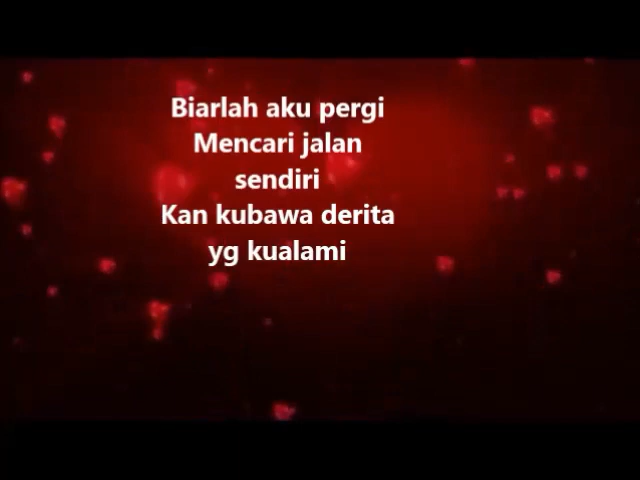 Biarlah aku pergi
Mencari jalan
sendiri
Kan kubawa derita
yg kualami